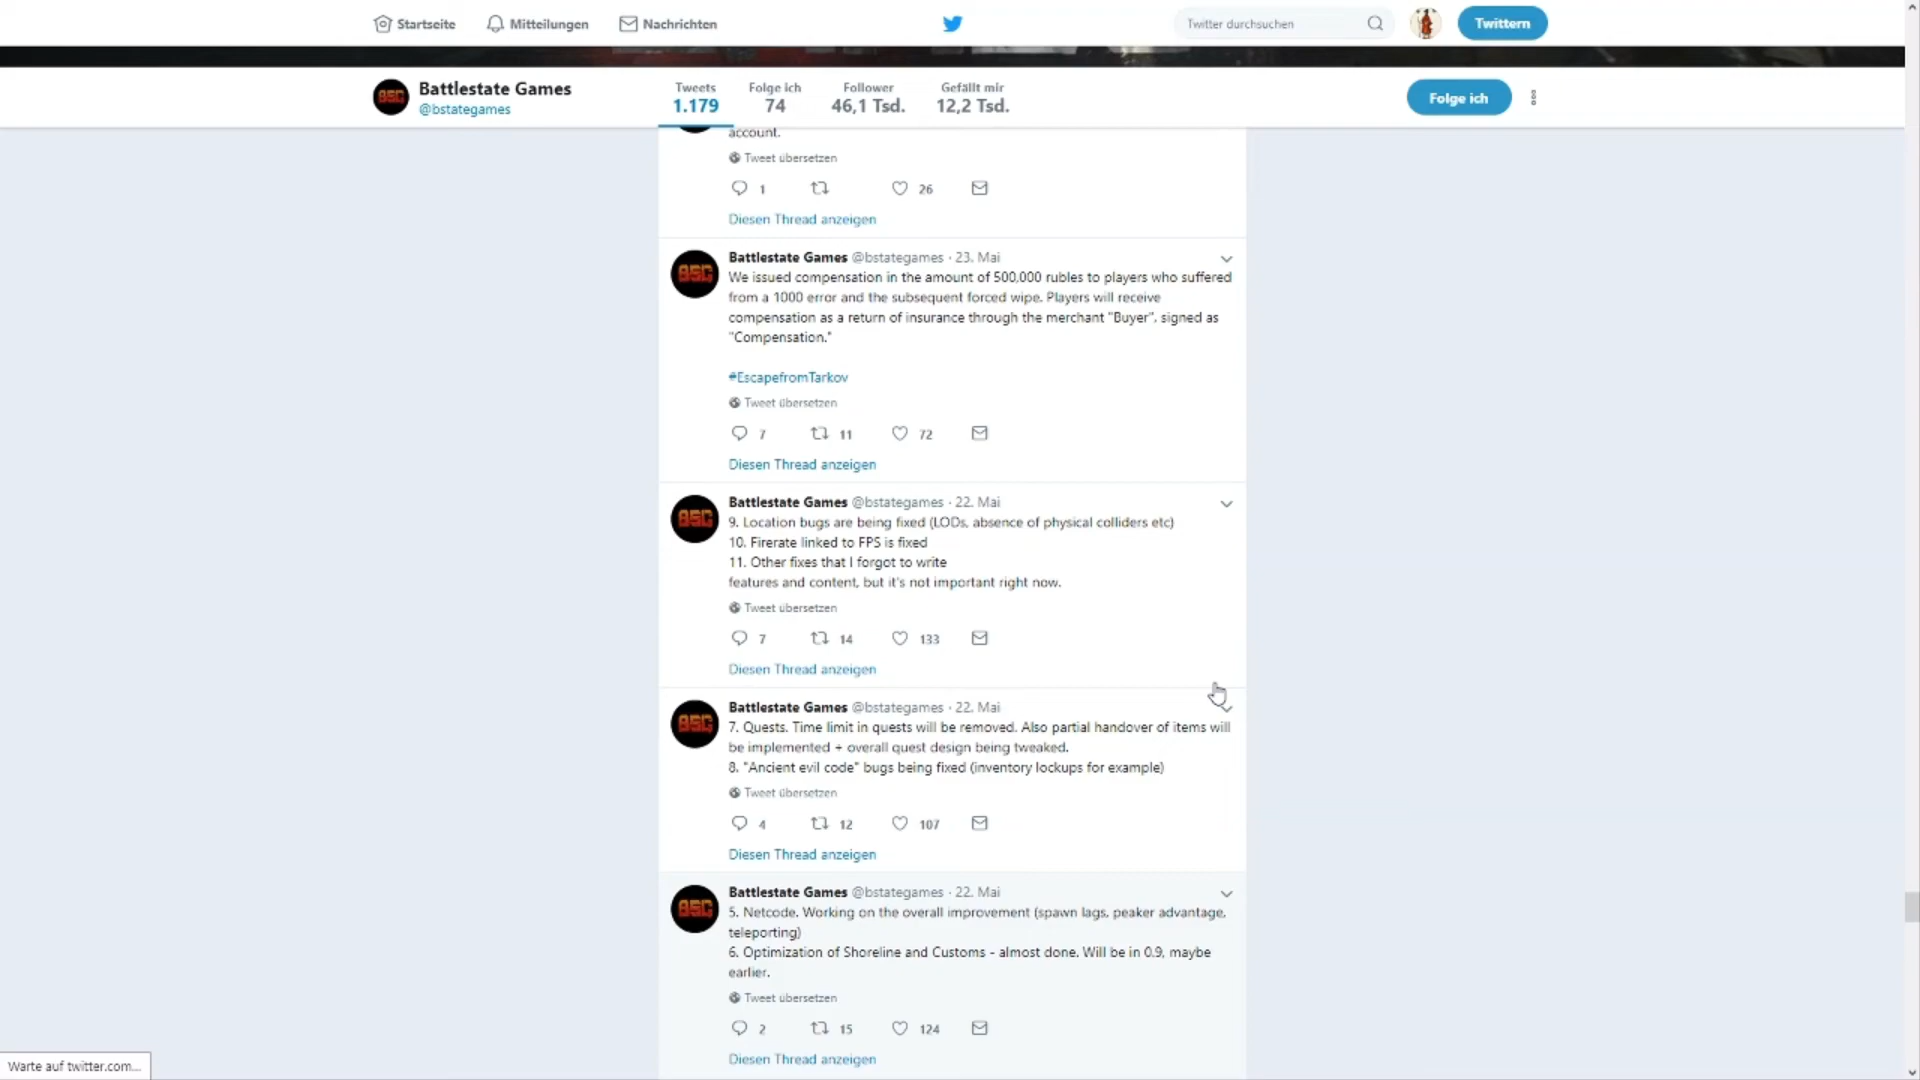 Startseite
Mitteilungen
Nachrichten
Twitter durchsuchen
Twittern
Battlestate Games
@bstategames
Tweets
1.179
Folge ich
74
Follower
46,1 Tsd.
Gefällt mir
12,2 Tsd.
Folge ich
account.
Tweet übersetzen
1
26
Diesen Thread anzeigen
BSG
Battlestate Games @bstategames · 23. Mai
We issued compensation in the amount of 500,000 rubles to players who suffered
from a 1000 error and the subsequent forced wipe. Players will receive
compensation as a return of insurance through the merchant "Buyer", signed as
"Compensation."
#EscapefromTarkov
Tweet übersetzen
7 11 72
Diesen Thread anzeigen
BSG
Battlestate Games @bstategames · 22. Mai
9. Location bugs are being fixed (LODs, absence of physical colliders etc)
10. Firerate linked to FPS is fixed
11. Other fixes that I forgot to write
features and content, but it's not important right now.
Tweet übersetzen
7 14 133
Diesen Thread anzeigen
BSG
Battlestate Games @bstategames · 22. Mai
7. Quests. Time limit in quests will be removed. Also partial handover of items will
be implemented + overall quest design being tweaked.
8. "Ancient evil code" bugs being fixed (inventory lockups for example)
Tweet übersetzen
4 12 107
Diesen Thread anzeigen
BSG
Battlestate Games @bstategames · 22. Mai
5. Netcode. Working on the overall improvement (spawn lags, peaker advantage,
teleporting)
6. Optimization of Shoreline and Customs - almost done. Will be in 0.9, maybe
earlier.
Tweet übersetzen
2 15 124
Diesen Thread anzeigen
Warte auf twitter.com...